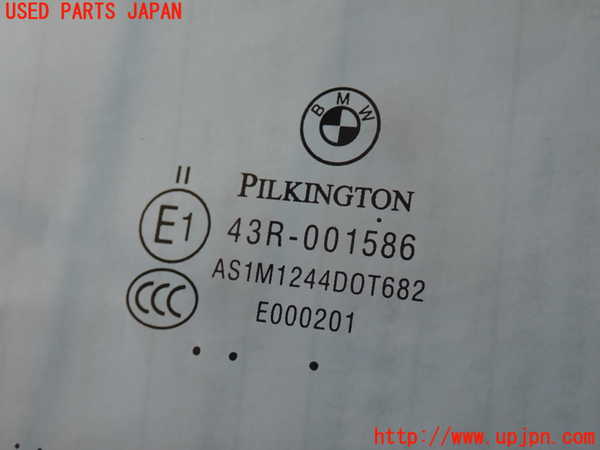 USED PARTS JAPAN
BMW
II
PILKINGTON
E1
43R-001586
AS1M1244DOT682
CCC
E000201
http://www.upjpn.com/